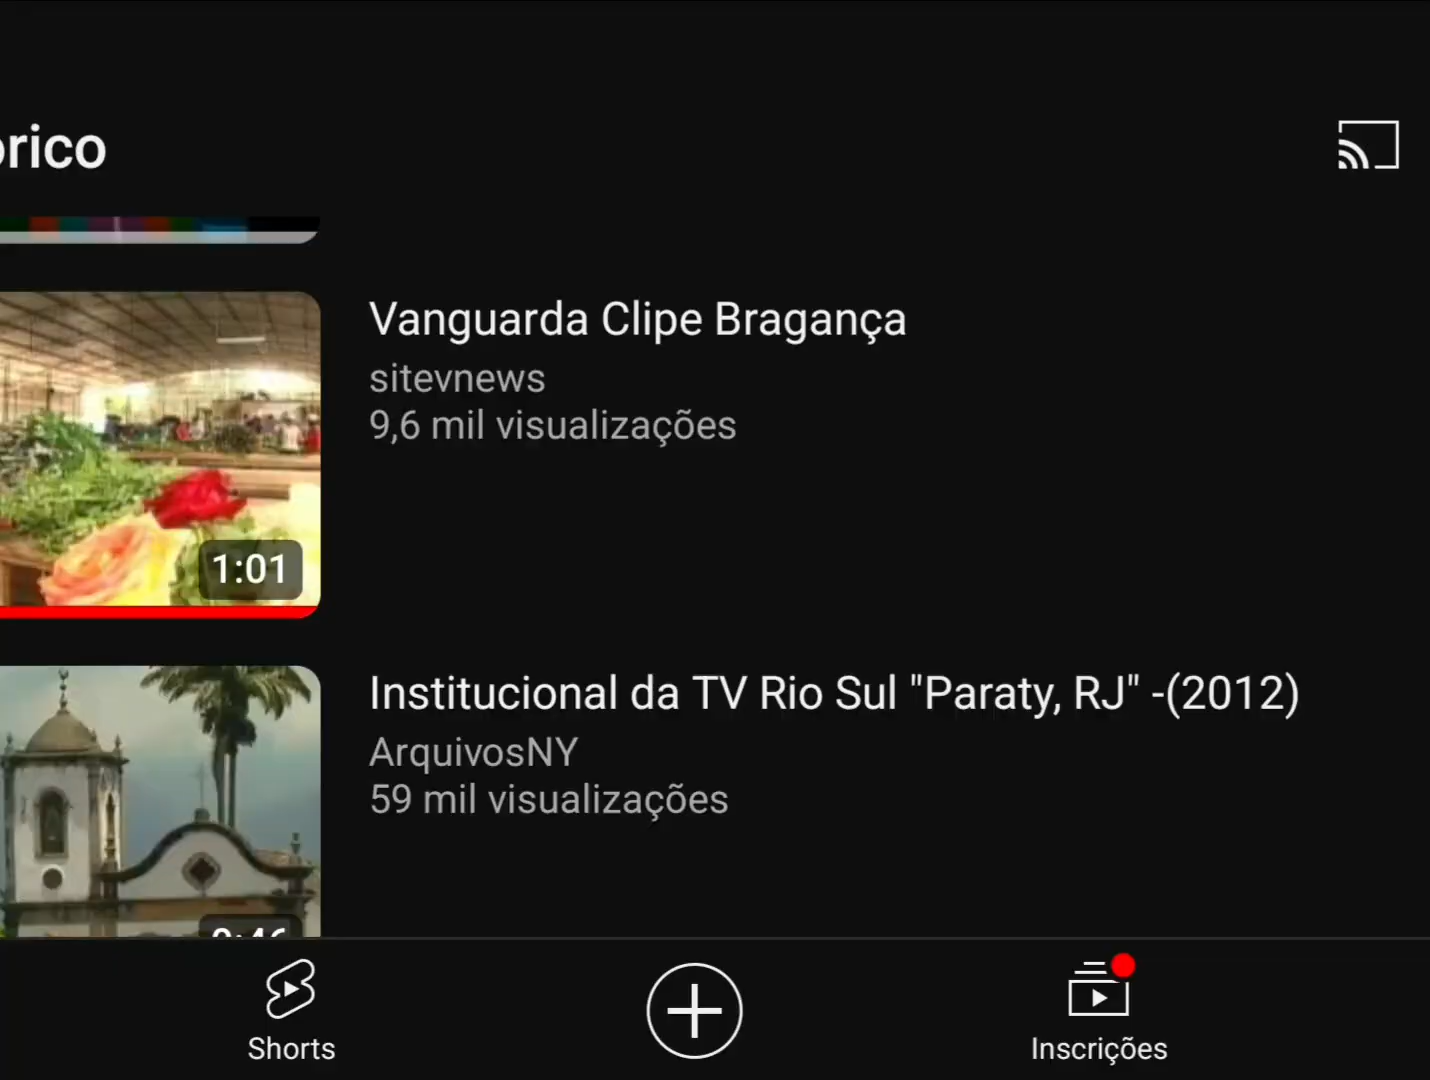 órico
Vanguarda Clipe Bragança
sitevnews
9,6 mil visualizações
1:01
Institucional da TV Rio Sul "Paraty, RJ" -(2012)
ArquivosNY
59 mil visualizações
Shorts
Inscrições